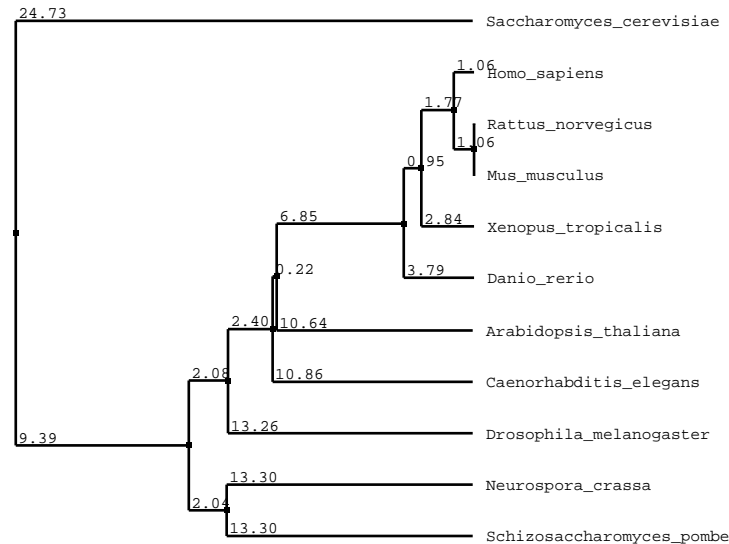 24.73
Saccharomyces_cerevisiae
1.06
Homo_sapiens
1.77
Rattus_norvegicus
1.06
0.95
Mus_musculus
6.85
2.84
Xenopus_tropicalis
0.22
3.79
Danio_rerio
2.40
10.64
Arabidopsis_thaliana
2.08
10.86
Caenorhabditis_elegans
9.39
13.26
Drosophila_melanogaster
13.30
Neurospora_crassa
2.04
13.30
Schizosaccharomyces_pombe